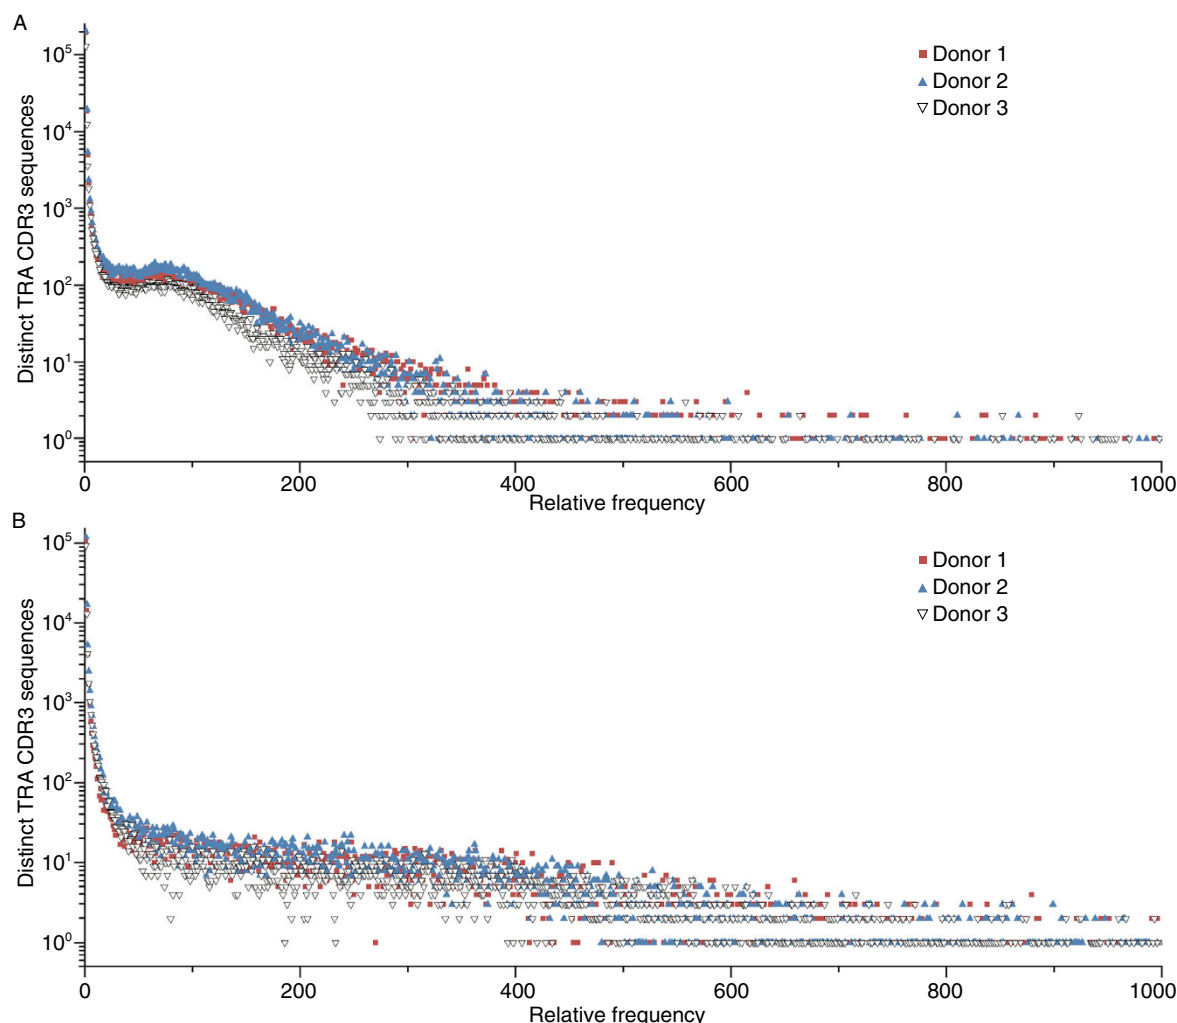 A
Distinct TRA CDR3 sequences
10^5
10^4
10^3
10^2
10^1
10^0
Donor 1
Donor 2
Donor 3
0 200 400 600 800 1000
Relative frequency
B
Distinct TRA CDR3 sequences
10^5
10^4
10^3
10^2
10^1
10^0
Donor 1
Donor 2
Donor 3
0 200 400 600 800 1000
Relative frequency